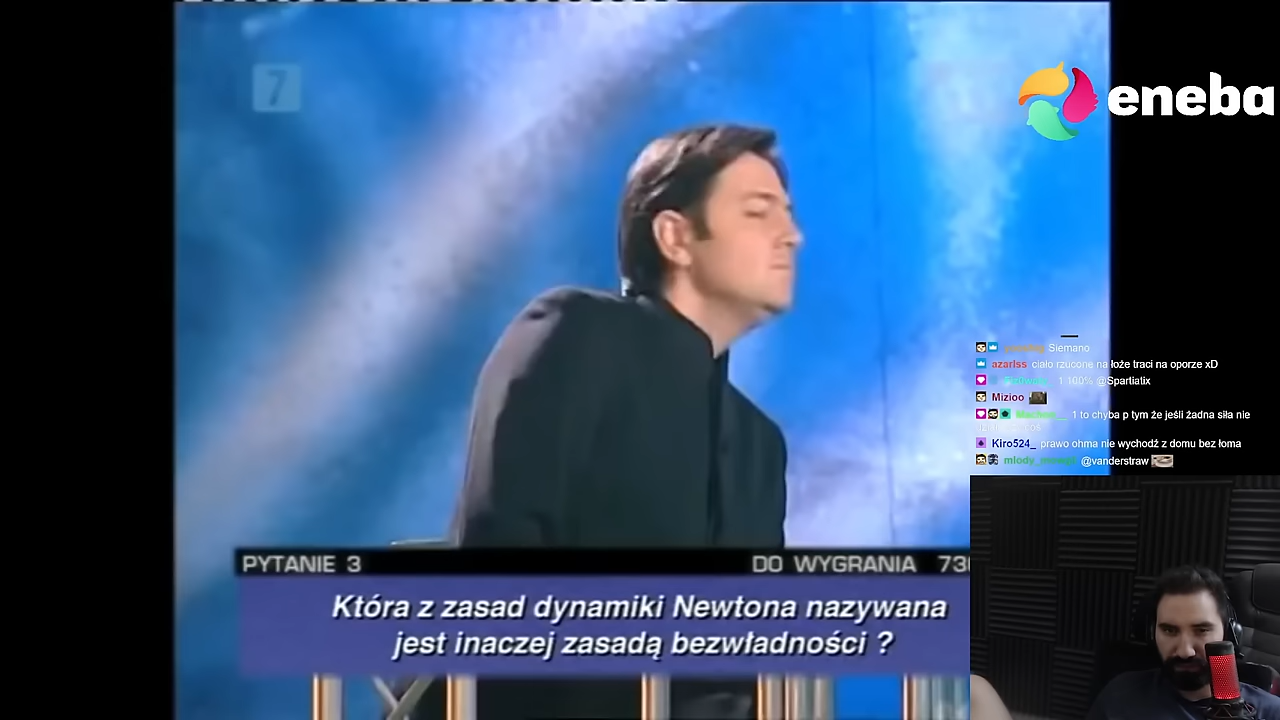 7
eneba
Siemano
azarlss ciało rzucone na łoże traci na oporze xD
1 100% @Spartiatix
Mizioo
1 to chyba p tym że jeśli żadna siła nie
Kiro524_ prawo ohma nie wychodź z domu bez łoma
@vanderstraw
PYTANIE 3
DO WYGRANIA
Która z zasad dynamiki Newtona nazywana
jest inaczej zasadą bezwładności ?